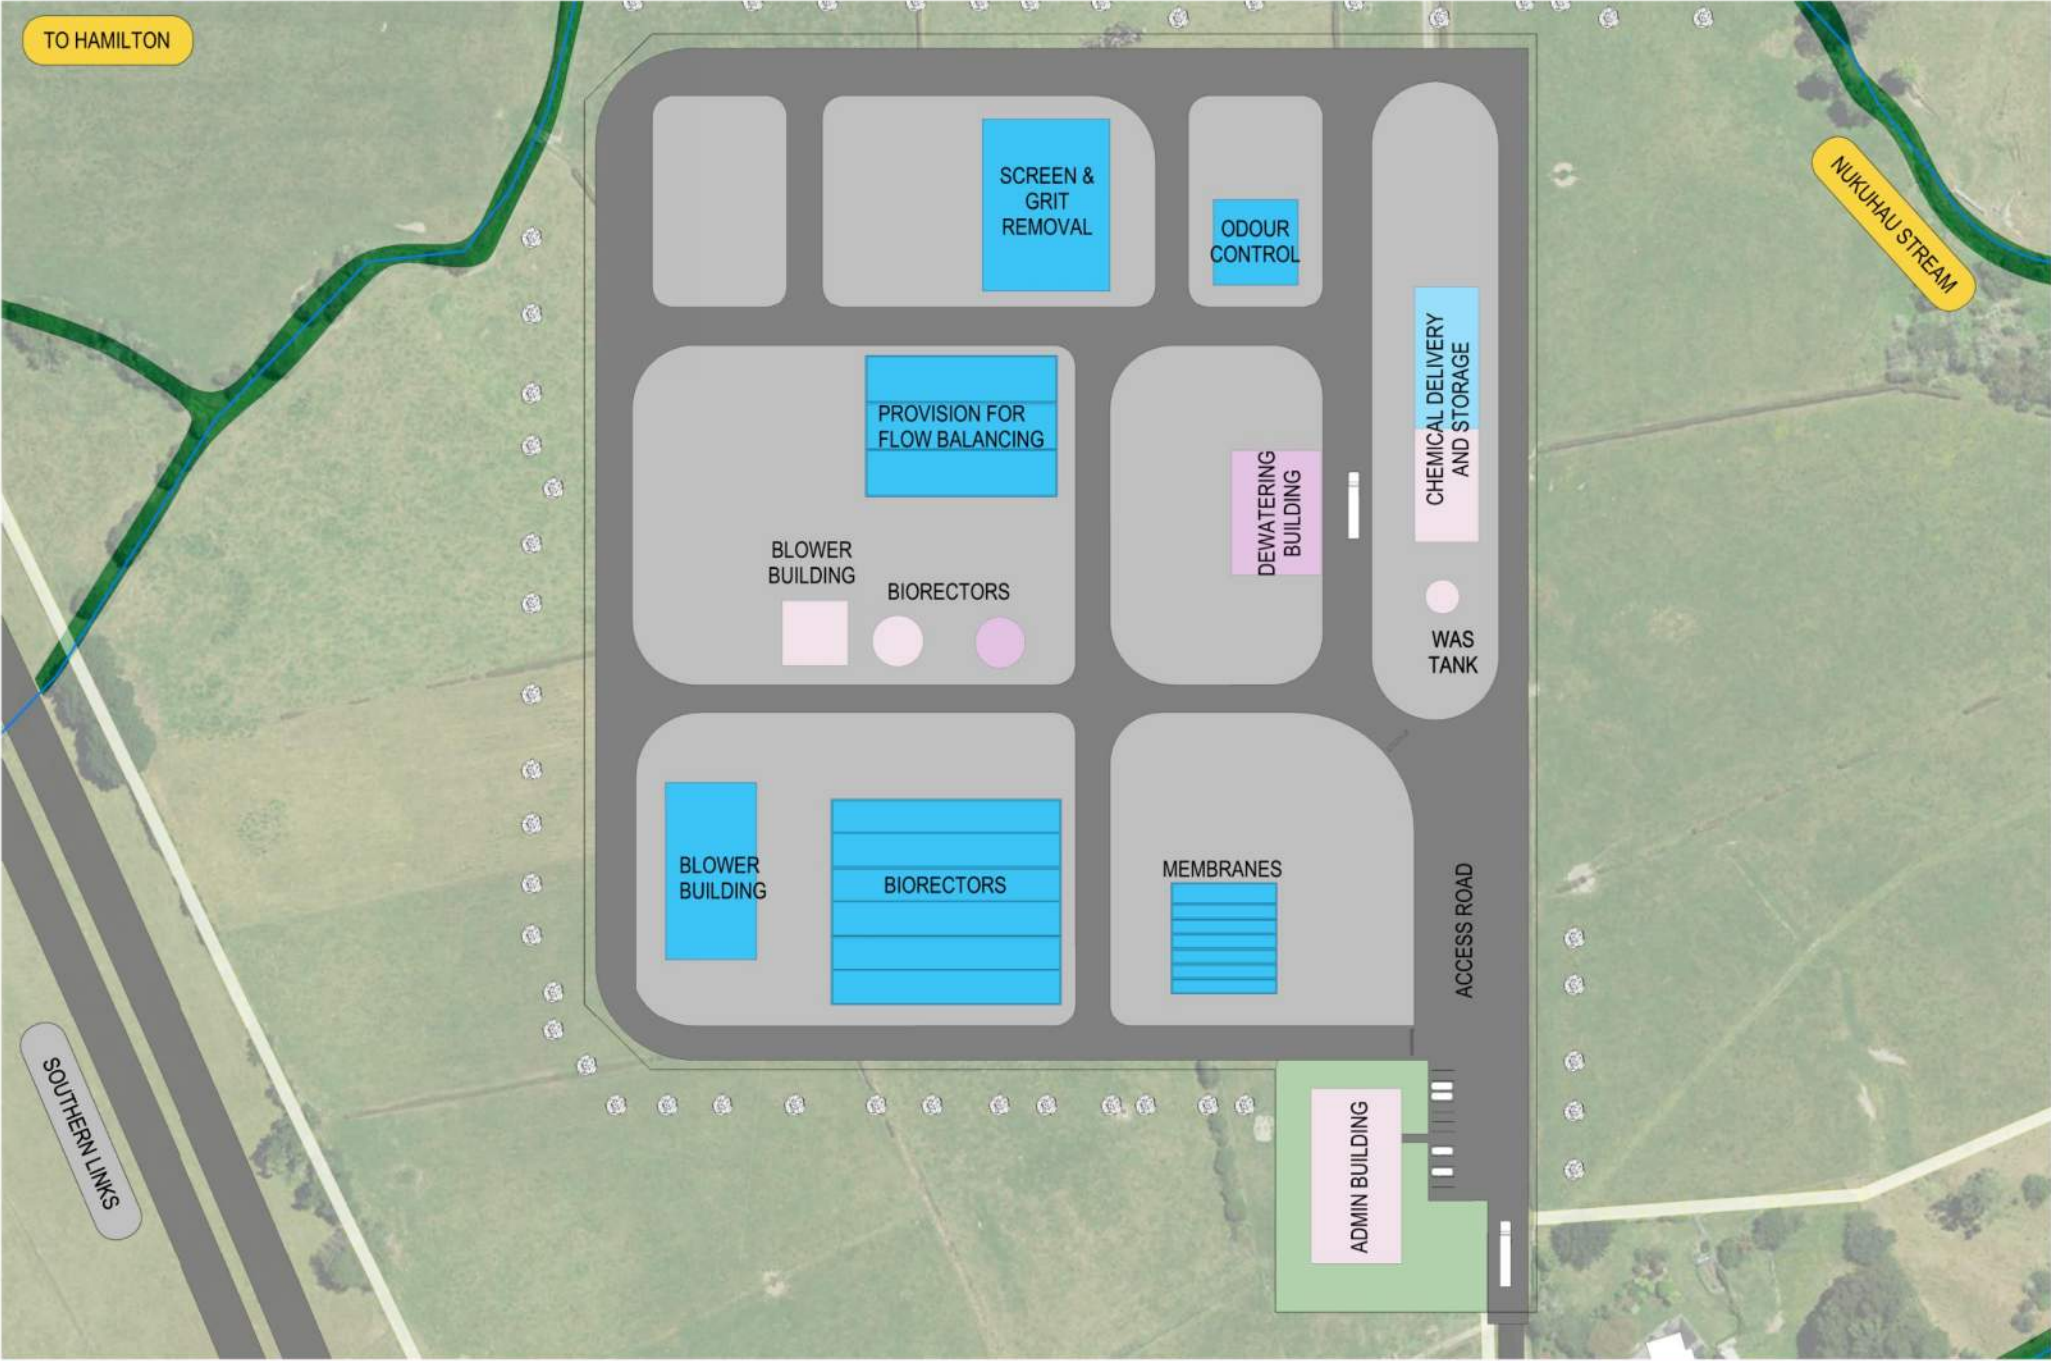 TO HAMILTON
SCREEN &
GRIT
REMOVAL
ODOUR
CONTROL
NUKUHAU STREAM
CHEMICAL DELIVERY
AND STORAGE
PROVISION FOR
FLOW BALANCING
DEWATERING
BUILDING
BLOWER
BUILDING
BIORECTORS
WAS
TANK
BLOWER
BUILDING
BIORECTORS
MEMBRANES
ACCESS ROAD
SOUTHERN LINKS
ADMIN BUILDING